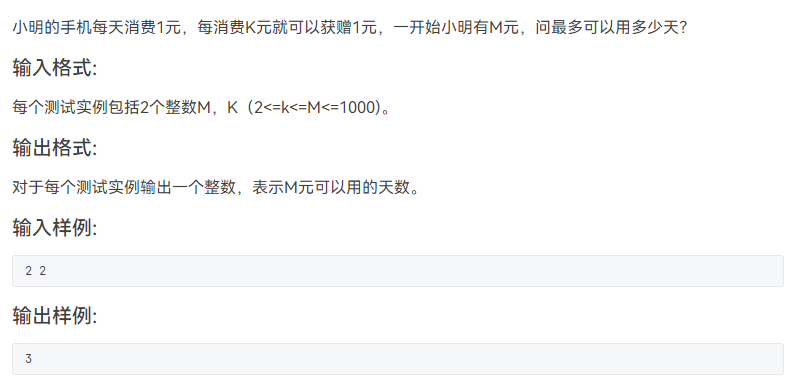 小明的手机每天消费1元，每消费K元就可以获赠1元，一开始小明有M元，问最多可以用多少天？
输入格式:
每个测试实例包括2个整数M，K（2<=k<=M<=1000)。
输出格式:
对于每个测试实例输出一个整数，表示M元可以用的天数。
输入样例:
2 2
输出样例:
3